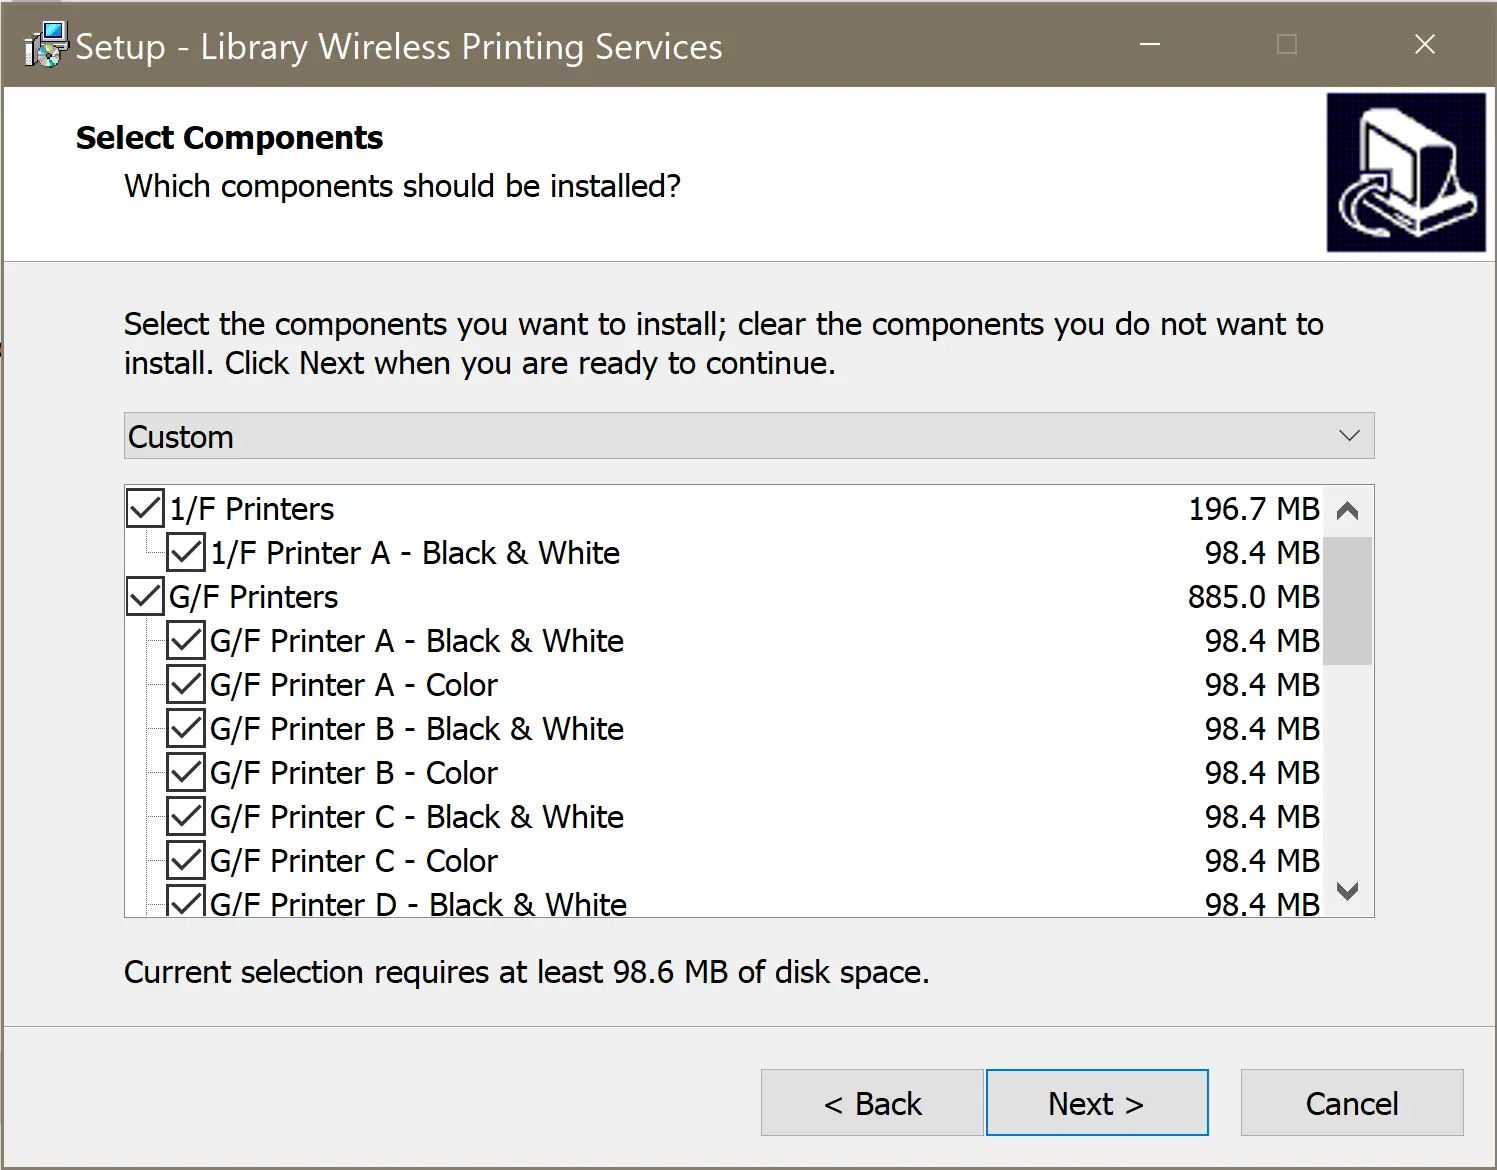 Setup - Library Wireless Printing Services
Select Components
Which components should be installed?
Select the components you want to install; clear the components you do not want to
install. Click Next when you are ready to continue.
Custom
1/F Printers 196.7 MB
1/F Printer A - Black & White 98.4 MB
G/F Printers 885.0 MB
G/F Printer A - Black & White 98.4 MB
G/F Printer A - Color 98.4 MB
G/F Printer B - Black & White 98.4 MB
G/F Printer B - Color 98.4 MB
G/F Printer C - Black & White 98.4 MB
G/F Printer C - Color 98.4 MB
G/F Printer D - Black & White 98.4 MB
Current selection requires at least 98.6 MB of disk space.
< Back Next > Cancel